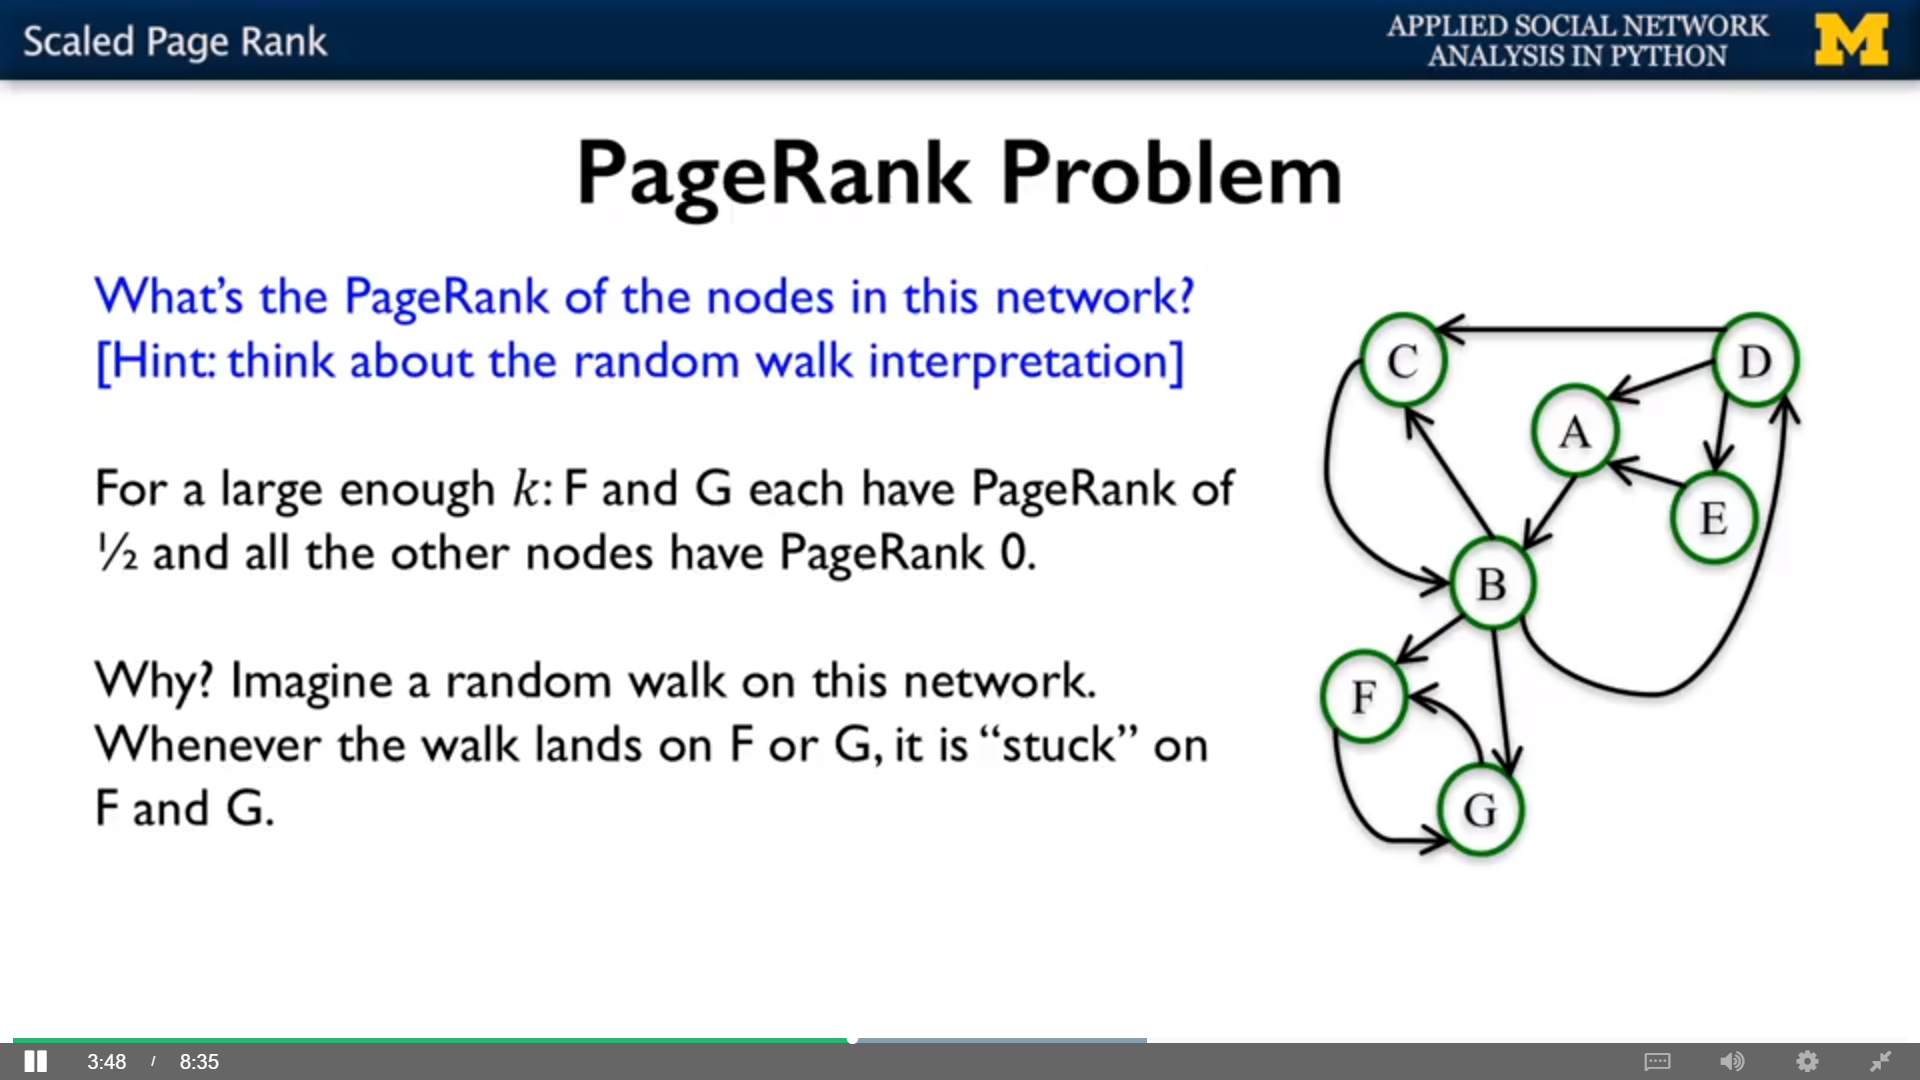 Scaled Page Rank
APPLIED SOCIAL NETWORK
ANALYSIS IN PYTHON
M
PageRank Problem
What's the PageRank of the nodes in this network?
[Hint: think about the random walk interpretation]
For a large enough k: F and G each have PageRank of
½ and all the other nodes have PageRank 0.
Why? Imagine a random walk on this network.
Whenever the walk lands on F or G, it is “stuck” on
F and G.
C
D
A
E
B
F
G
3:48 / 8:35